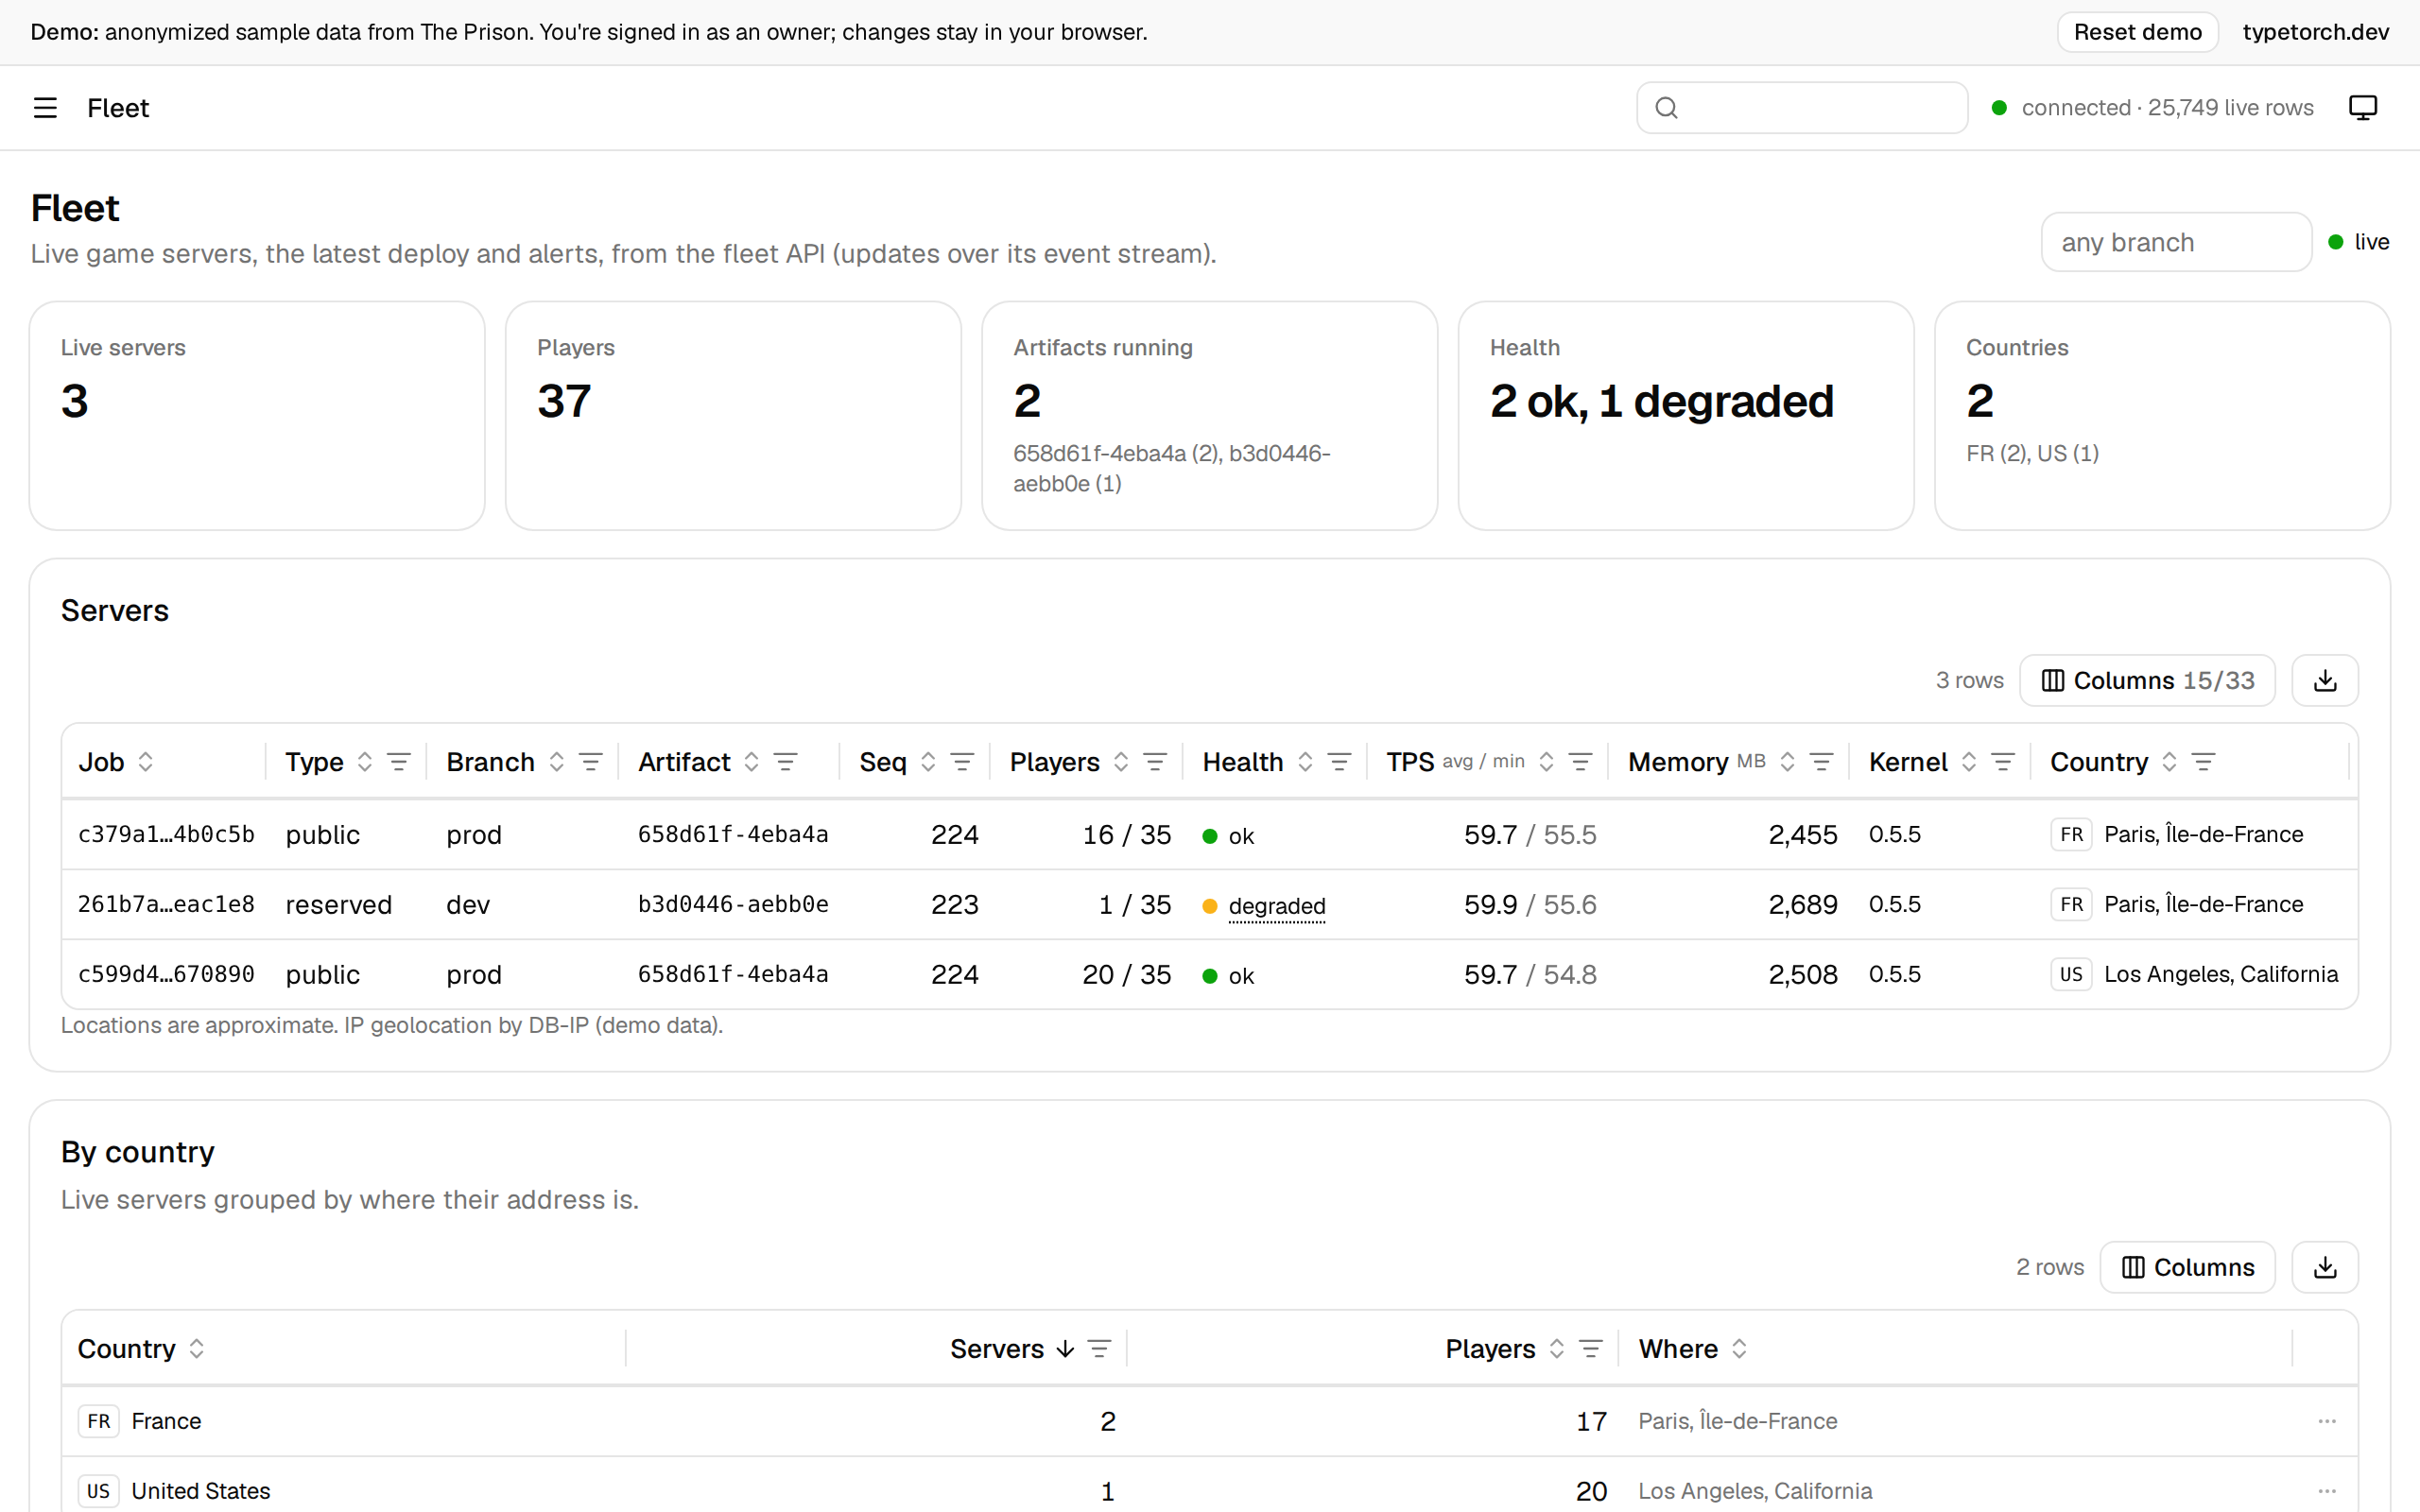 Demo: anonymized sample data from The Prison. You're signed in as an owner; changes stay in your browser.
Reset demo
typetorch.dev
Fleet
connected · 25,749 live rows
Fleet
Live game servers, the latest deploy and alerts, from the fleet API (updates over its event stream).
any branch
live
Live servers
3
Players
37
Artifacts running
2
658d61f-4eba4a (2), b3d0446-
aebb0e (1)
Health
2 ok, 1 degraded
Countries
2
FR (2), US (1)
Servers
3 rows
Columns 15/33
Job Type Branch Artifact Seq Players Health TPS avg / min Memory MB Kernel Country
c379a1…4b0c5b public prod 658d61f-4eba4a 224 16 / 35 ok 59.7 / 55.5 2,455 0.5.5 FR Paris, Île-de-France
261b7a…eac1e8 reserved dev b3d0446-aebb0e 223 1 / 35 degraded 59.9 / 55.6 2,689 0.5.5 FR Paris, Île-de-France
c599d4…670890 public prod 658d61f-4eba4a 224 20 / 35 ok 59.7 / 54.8 2,508 0.5.5 US Los Angeles, California
Locations are approximate. IP geolocation by DB-IP (demo data).
By country
Live servers grouped by where their address is.
2 rows
Columns
Country Servers Players Where
FR France 2 17 Paris, Île-de-France
US United States 1 20 Los Angeles, California